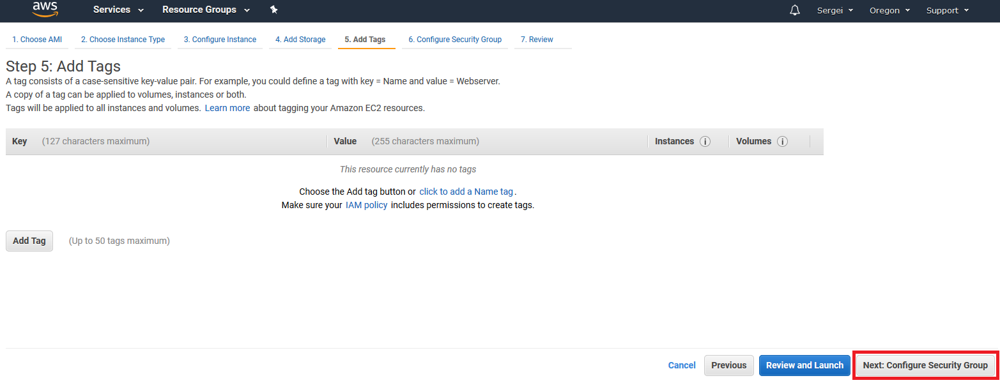 aws Services Resource Groups Sergei Oregon Support
1. Choose AMI 2. Choose Instance Type 3. Configure Instance 4. Add Storage 5. Add Tags 6. Configure Security Group 7. Review
Step 5: Add Tags
A tag consists of a case-sensitive key-value pair. For example, you could define a tag with key = Name and value = Webserver.
A copy of a tag can be applied to volumes, instances or both.
Tags will be applied to all instances and volumes. Learn more about tagging your Amazon EC2 resources.
Key (127 characters maximum) Value (255 characters maximum) Instances i Volumes i
This resource currently has no tags
Choose the Add tag button or click to add a Name tag.
Make sure your IAM policy includes permissions to create tags.
Add Tag (Up to 50 tags maximum)
Cancel Previous Review and Launch Next: Configure Security Group